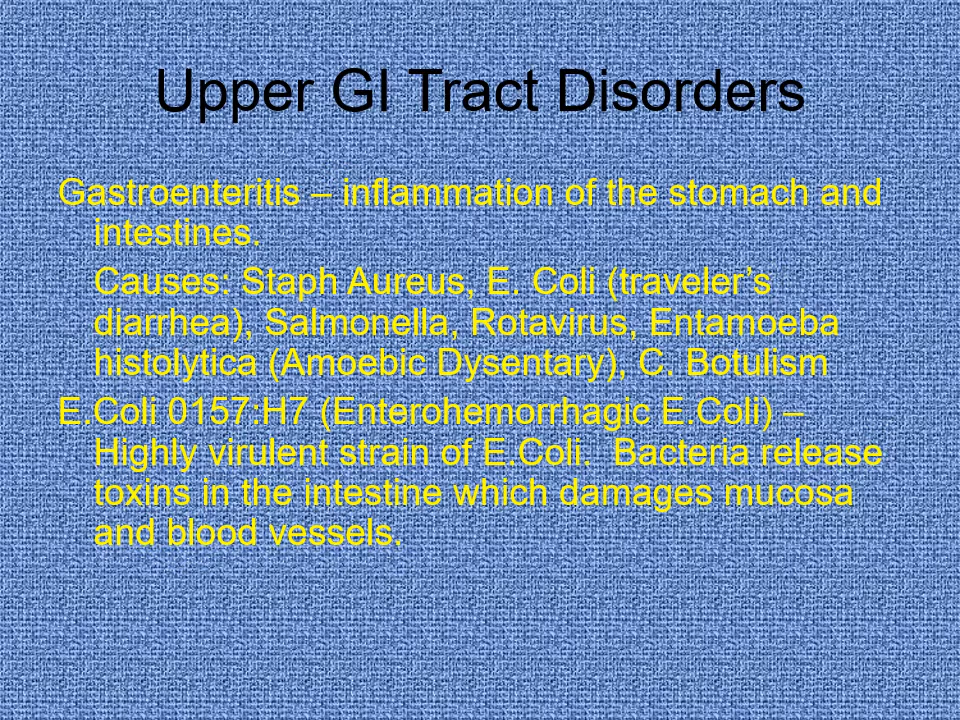 Upper GI Tract Disorders
Gastroenteritis – inflammation of the stomach and
intestines.
Causes: Staph Aureus, E. Coli (traveler’s
diarrhea), Salmonella, Rotavirus, Entamoeba
histolytica (Amoebic Dysentary), C. Botulism
E.Coli 0157:H7 (Enterohemorrhagic E.Coli) –
Highly virulent strain of E.Coli.  Bacteria release
toxins in the intestine which damages mucosa
and blood vessels.